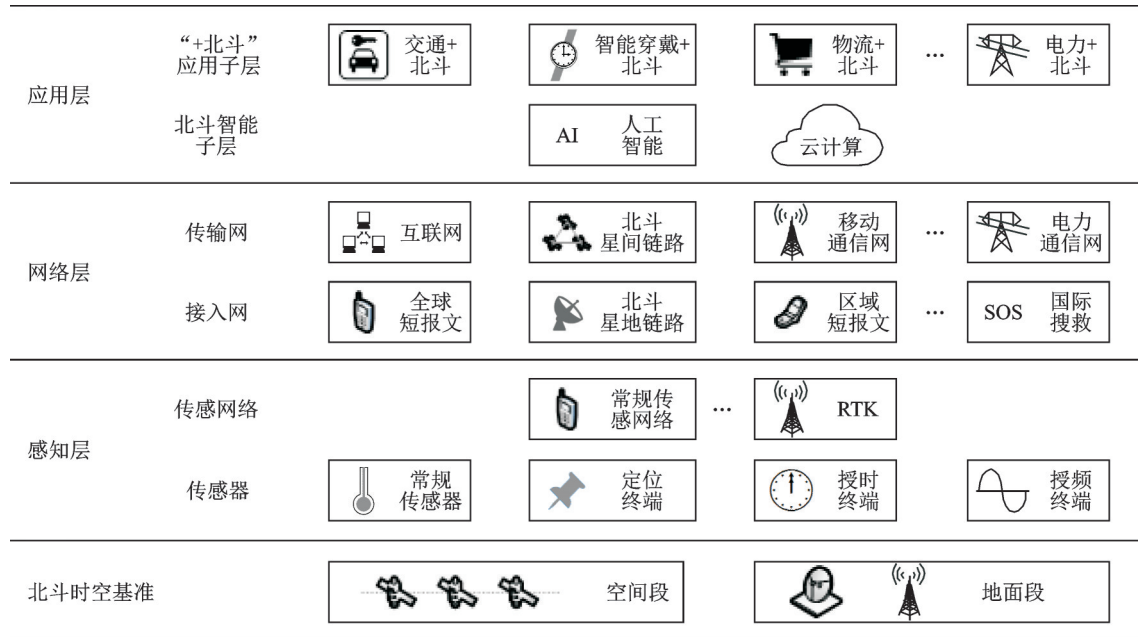 “+北斗”
应用子层
交通+
北斗
智能穿戴+
北斗
物流+
北斗
…
电力+
北斗
应用层
北斗智能
子层
AI
人工
智能
云计算
传输网
互联网
北斗
星间链路
移动
通信网
…
电力
通信网
网络层
接入网
全球
短报文
北斗
星地链路
区域
短报文
…
SOS
国际
搜救
传感网络
常规传
感网络
…
RTK
感知层
传感器
常规
传感器
定位
终端
授时
终端
授频
终端
北斗时空基准
空间段
地面段